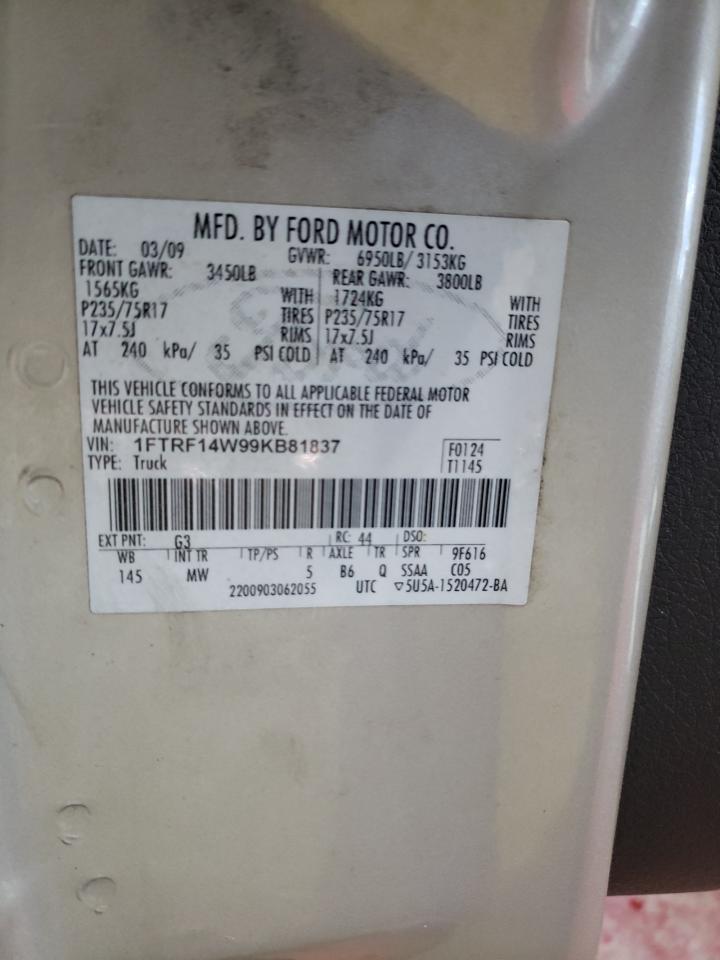 MFD. BY FORD MOTOR CO.
DATE: 03/09 GVWR: 6950LB/ 3153KG
FRONT GAWR: 3450LB REAR GAWR: 3800LB
1565KG WITH 1724KG WITH
P235/75R17 TIRES P235/75R17 TIRES
17x7.5J RIMS 17x7.5J RIMS
AT 240 kPa/ 35 PSI COLD AT 240 kPa/ 35 PSI COLD
THIS VEHICLE CONFORMS TO ALL APPLICABLE FEDERAL MOTOR
VEHICLE SAFETY STANDARDS IN EFFECT ON THE DATE OF
MANUFACTURE SHOWN ABOVE.
VIN: 1FTRF14W99KB81837 F0124
TYPE: Truck T1145
EXT PNT: G3 RC: 44 DSO:
WB INT TR TP/PS R AXLE TR SPR 9F616
145 MW 5 B6 Q SSAA C05
2200903062055 UTC ▽5U5A-1520472-BA